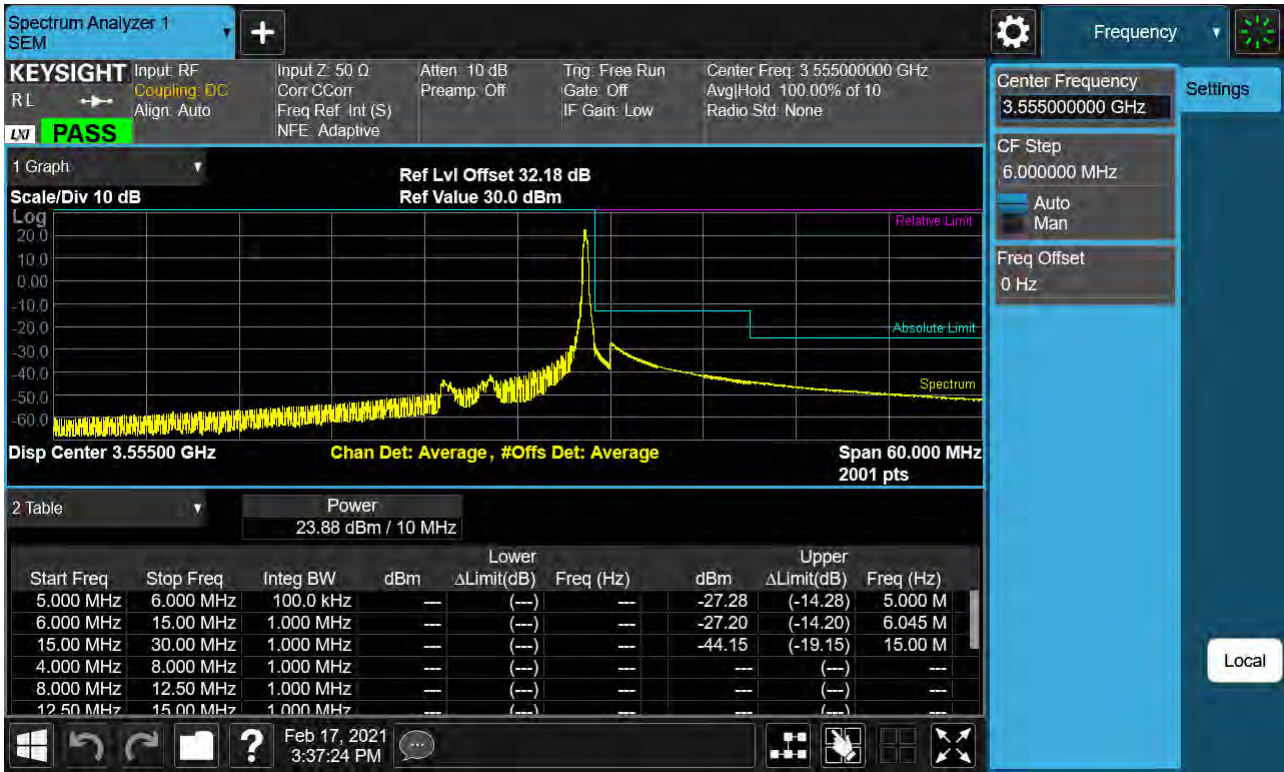 Spectrum Analyzer 1
SEM
Frequency
KEYSIGHT
Input: RF
Coupling: DC
Align: Auto
Input Z: 50 Ω
Corr CCorr
Freq Ref: Int (S)
NFE: Adaptive
Atten: 10 dB
Preamp: Off
Trig: Free Run
Gate: Off
IF Gain: Low
Center Freq: 3.555000000 GHz
Avg|Hold: 100.00% of 10
Radio Std: None
R L
LXI
PASS
Center Frequency
3.555000000 GHz
Settings
CF Step
6.000000 MHz
Auto
Man
Freq Offset
0 Hz
1 Graph
Ref Lvl Offset 32.18 dB
Scale/Div 10 dB
Ref Value 30.0 dBm
Log
Relative Limit
20.0
10.0
0.00
-10.0
-20.0
Absolute Limit
-30.0
-40.0
Spectrum
-50.0
-60.0
Disp Center 3.55500 GHz
Chan Det: Average, #Offs Det: Average
Span 60.000 MHz
2001 pts
2 Table
Power
23.88 dBm / 10 MHz
Lower Upper
Start Freq Stop Freq Integ BW dBm ΔLimit(dB) Freq (Hz) dBm ΔLimit(dB) Freq (Hz)
5.000 MHz 6.000 MHz 100.0 kHz --- (---) --- -27.28 (-14.28) 5.000 M
6.000 MHz 15.00 MHz 1.000 MHz --- (---) --- -27.20 (-14.20) 6.045 M
15.00 MHz 30.00 MHz 1.000 MHz --- (---) --- -44.15 (-19.15) 15.00 M
4.000 MHz 8.000 MHz 1.000 MHz --- (---) --- --- (---) ---
8.000 MHz 12.50 MHz 1.000 MHz --- (---) --- --- (---) ---
12.50 MHz 15.00 MHz 1.000 MHz --- (---) --- --- (---) ---
Local
?
Feb 17, 2021
3:37:24 PM